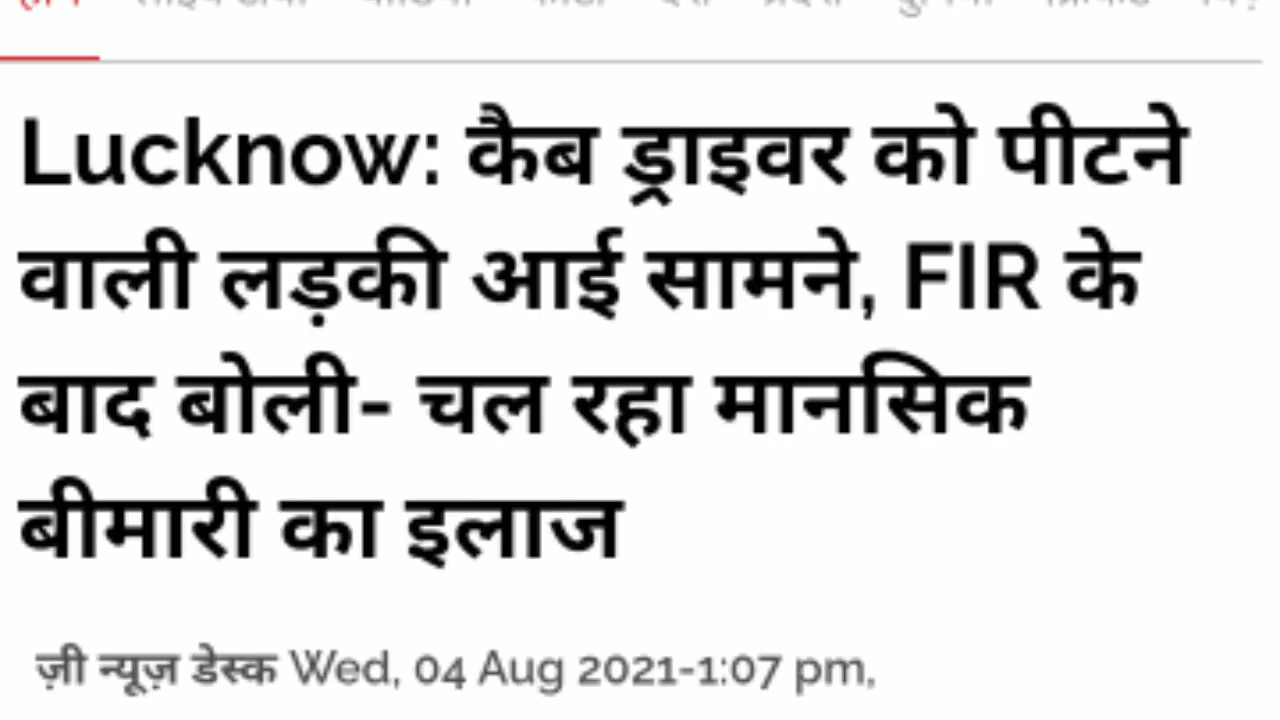 Lucknow: कैब ड्राइवर को पीटने
वाली लड़की आई सामने, FIR के
बाद बोली- चल रहा मानसिक
बीमारी का इलाज
ज़ी न्यूज़ डेस्क Wed, 04 Aug 2021-1:07 pm,